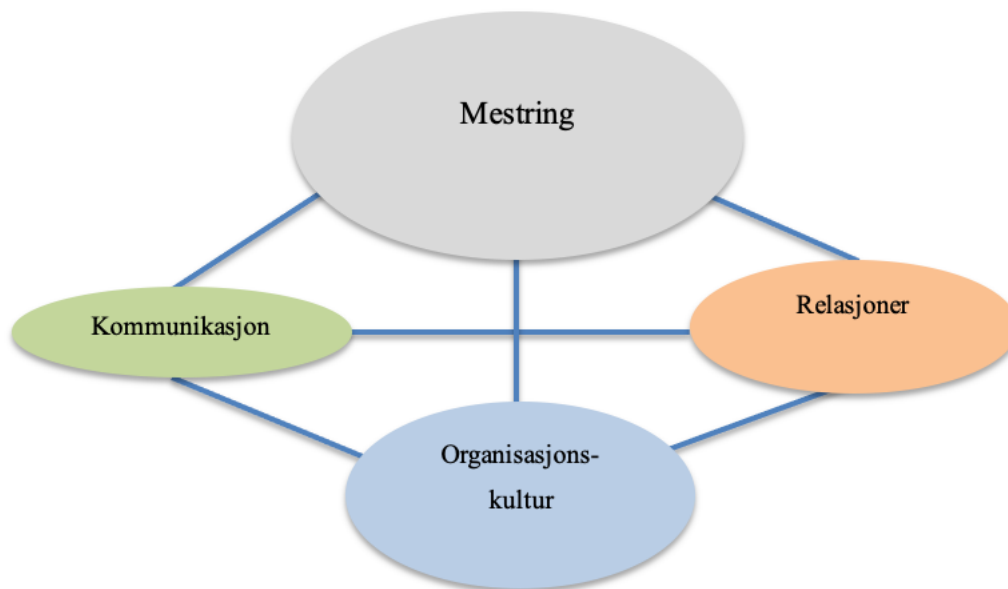 Mestring
Kommunikasjon
Relasjoner
Organisasjons-
kultur